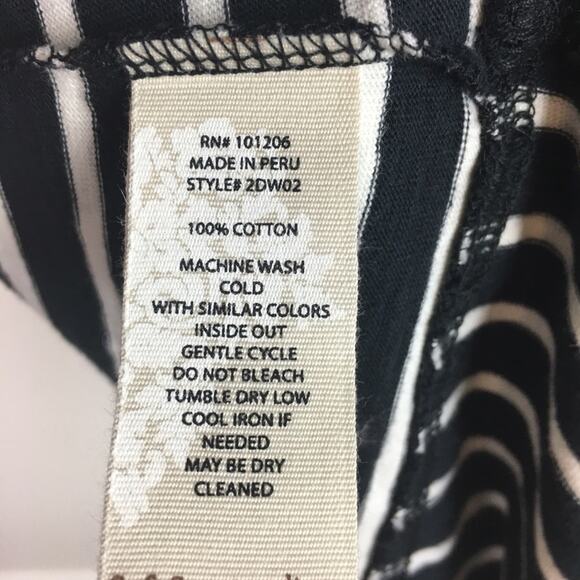 RN# 101206
MADE IN PERU
STYLE# 2DW02
100% COTTON
MACHINE WASH
COLD
WITH SIMILAR COLORS
INSIDE OUT
GENTLE CYCLE
DO NOT BLEACH
TUMBLE DRY LOW
COOL IRON IF
NEEDED
MAY BE DRY
CLEANED